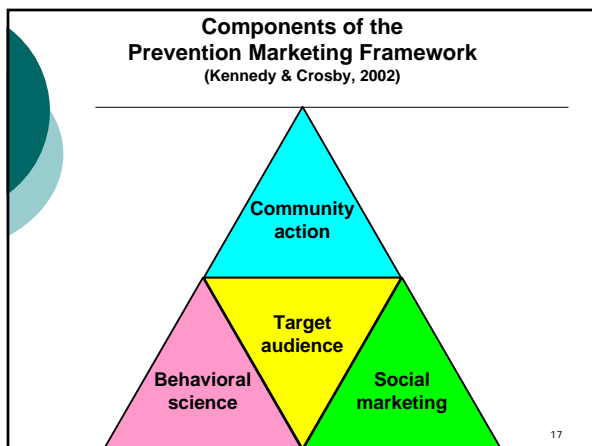 Components of the
Prevention Marketing Framework
(Kennedy & Crosby, 2002)
Community
action
Target
audience
Behavioral
science
Social
marketing
17